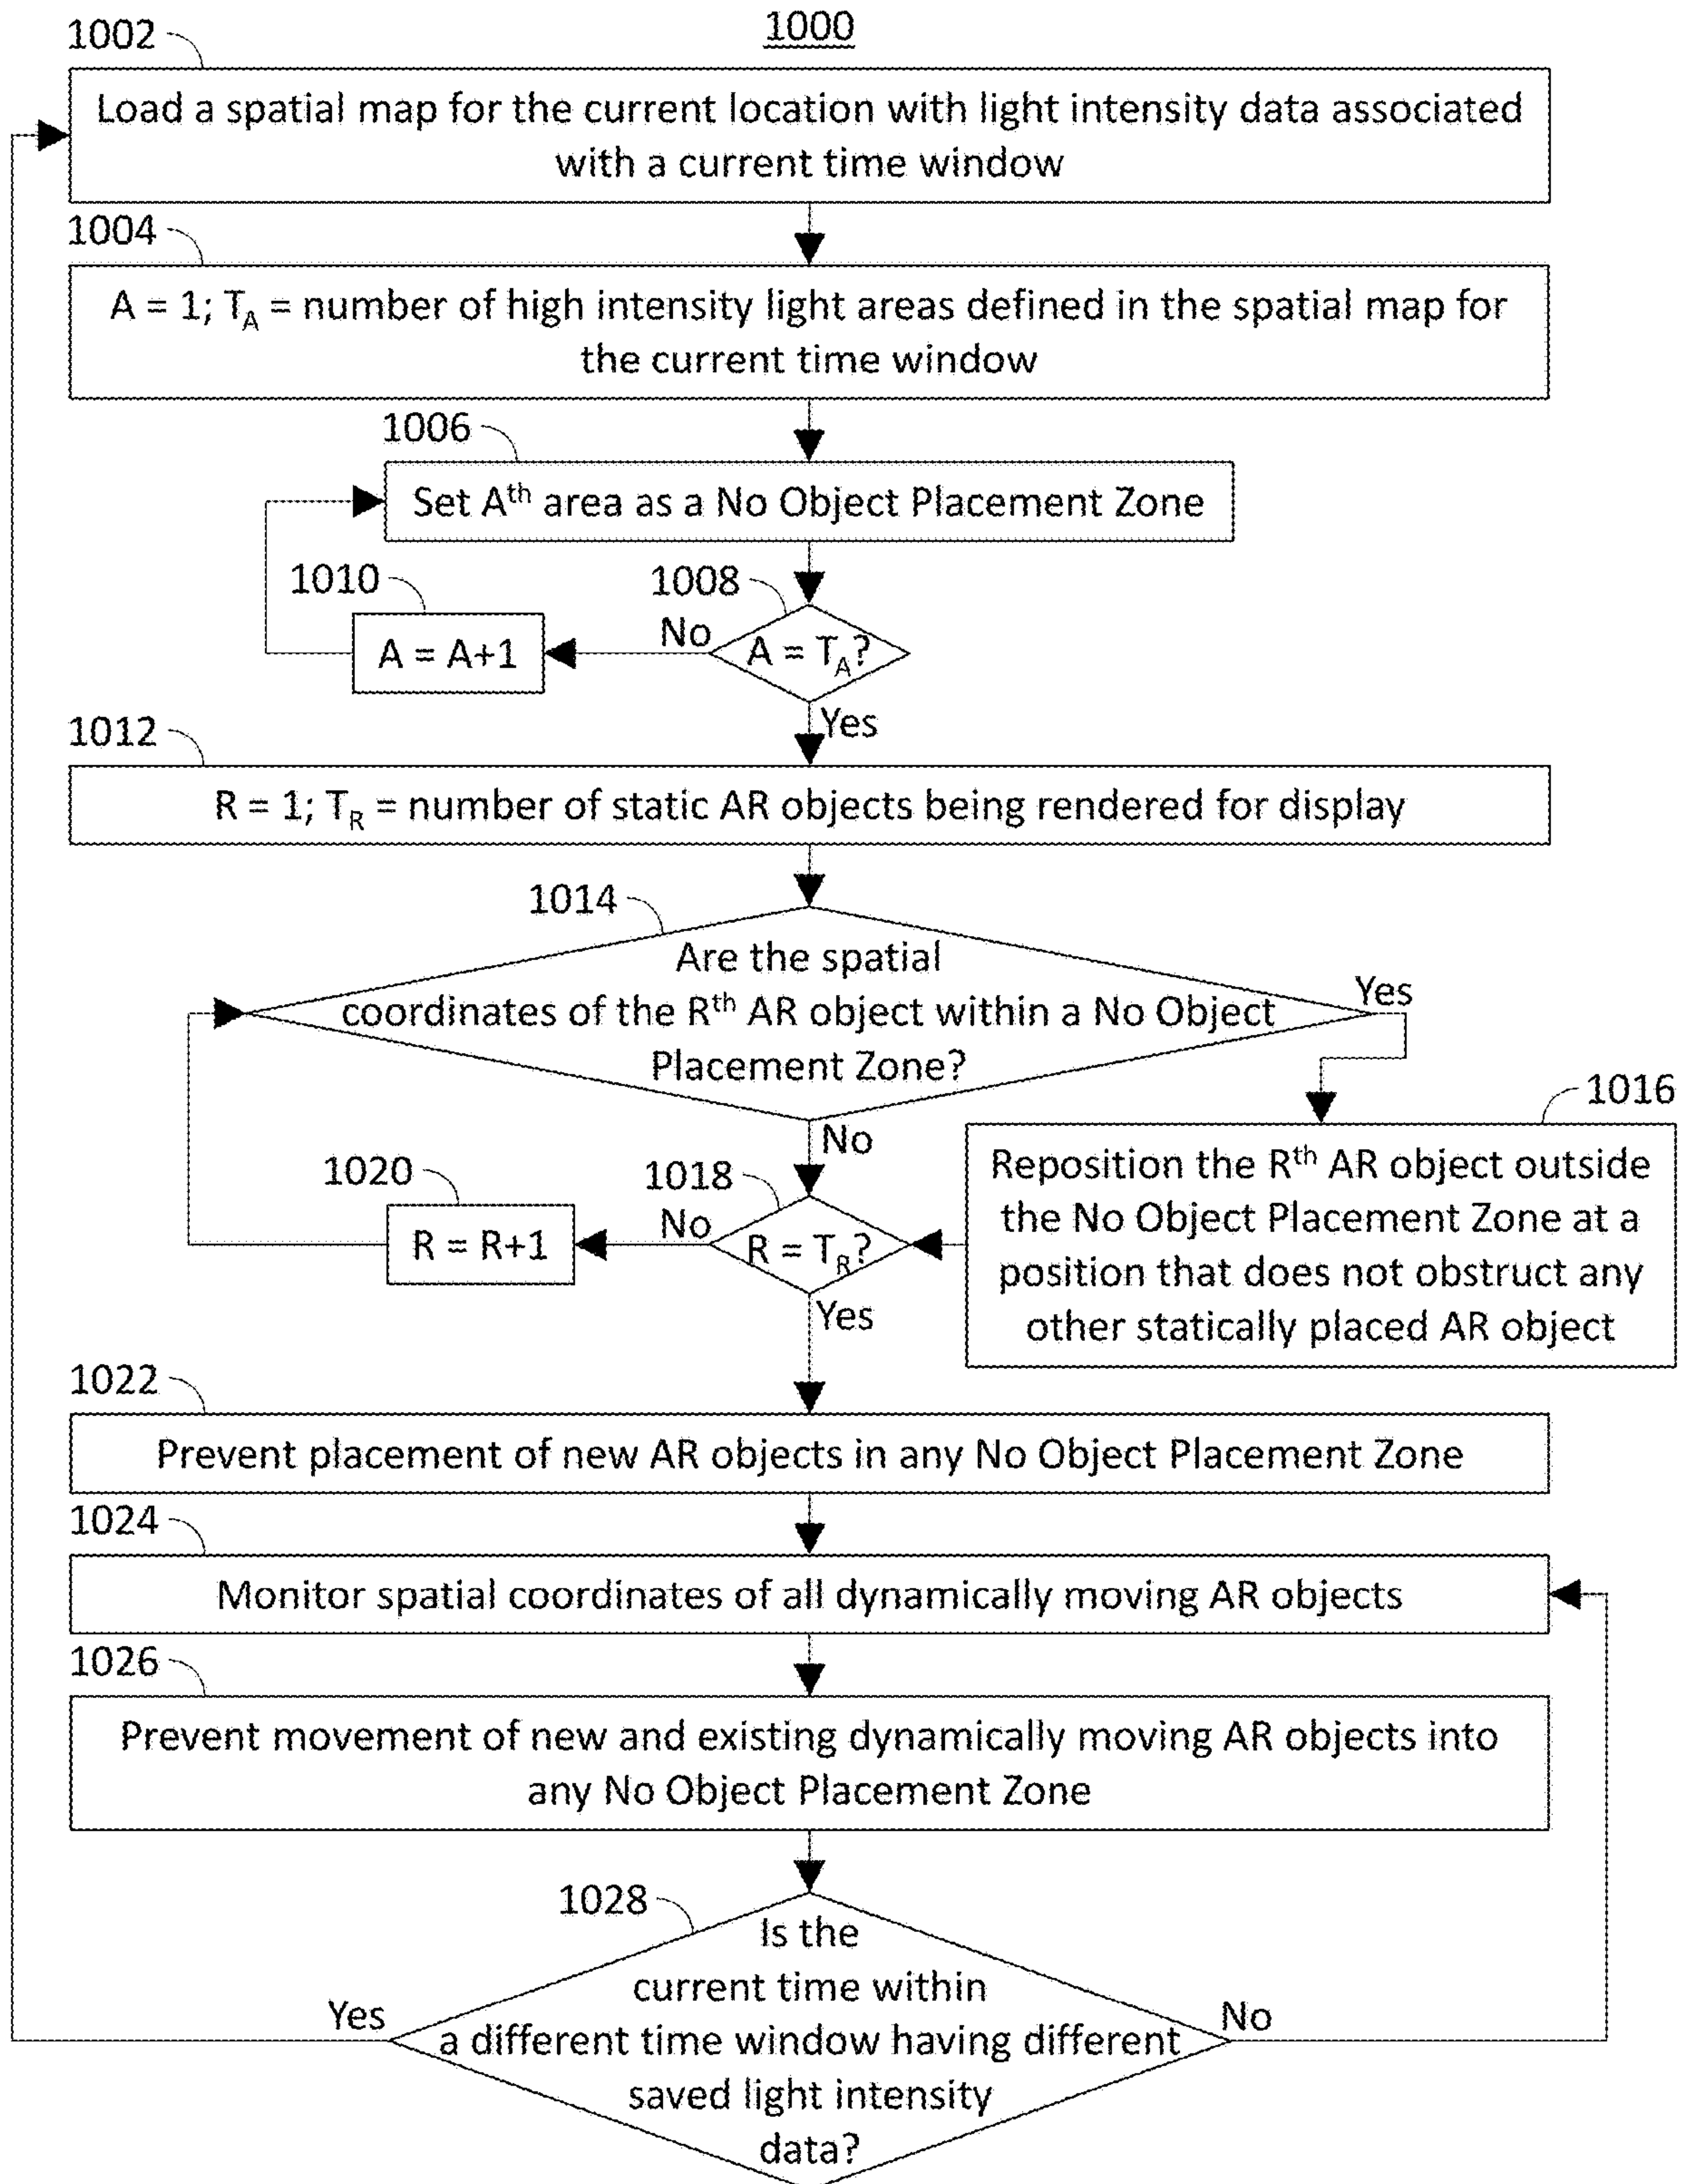 1000
1002
Load a spatial map for the current location with light intensity data associated
with a current time window
1004
A = 1; T_A = number of high intensity light areas defined in the spatial map for
the current time window
1006
Set A^th area as a No Object Placement Zone
1008
A = T_A?
No
1010
A = A+1
Yes
1012
R = 1; T_R = number of static AR objects being rendered for display
1014
Are the spatial
coordinates of the R^th AR object within a No Object
Placement Zone?
Yes
1016
Reposition the R^th AR object outside
the No Object Placement Zone at a
position that does not obstruct any
other statically placed AR object
No
1018
R = T_R?
No
1020
R = R+1
Yes
1022
Prevent placement of new AR objects in any No Object Placement Zone
1024
Monitor spatial coordinates of all dynamically moving AR objects
1026
Prevent movement of new and existing dynamically moving AR objects into
any No Object Placement Zone
1028
Is the
current time within
a different time window having different
saved light intensity
data?
Yes
No